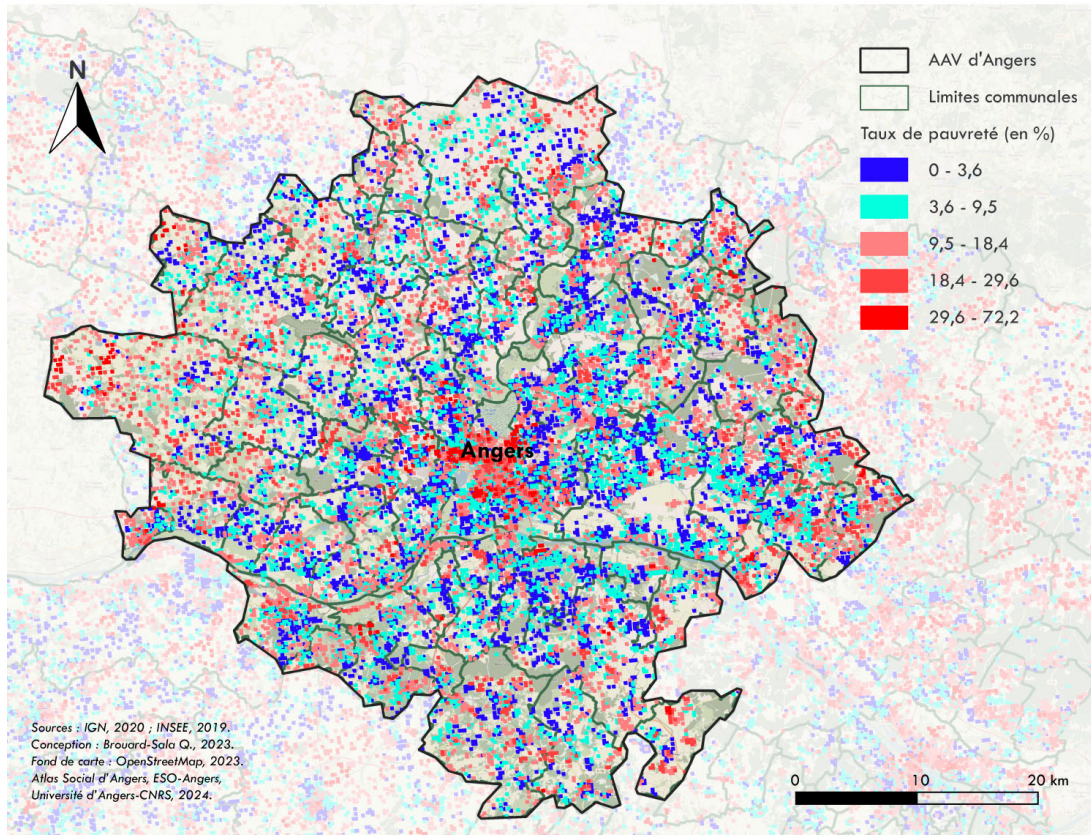 N
AAV d'Angers
Limites communales
Taux de pauvreté (en %)
0 - 3,6
3,6 - 9,5
9,5 - 18,4
18,4 - 29,6
29,6 - 72,2
Angers
Sources : IGN, 2020 ; INSEE, 2019.
Conception : Brouard-Sala Q., 2023.
Fond de carte : OpenStreetMap, 2023.
Atlas Social d'Angers, ESO-Angers,
Université d'Angers-CNRS, 2024.
0 10 20 km